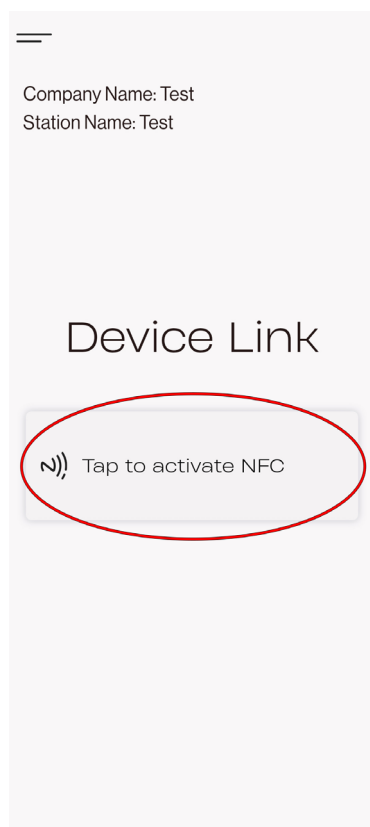 Company Name: Test
Station Name: Test
Device Link
Tap to activate NFC